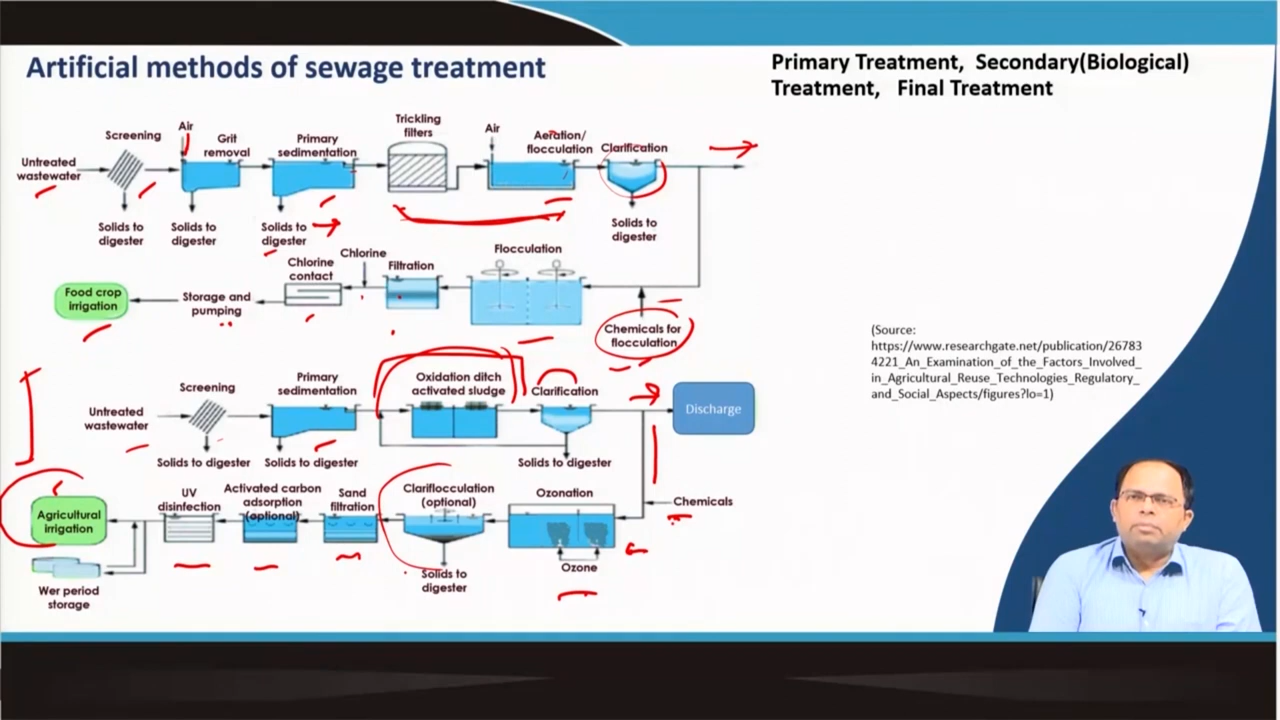 Artificial methods of sewage treatment
Primary Treatment, Secondary(Biological)
Treatment, Final Treatment
Untreated
wastewater
Screening
Air
Grit
removal
Primary
sedimentation
Trickling
filters
Air
Aeration/
flocculation
Clarification
Solids to
digester
Solids to
digester
Solids to
digester
Solids to
digester
Food crop
irrigation
Storage and
pumping
Chlorine
contact
Chlorine
Filtration
Flocculation
Chemicals for
flocculation
(Source:
https://www.researchgate.net/publication/26783
4221_An_Examination_of_the_Factors_Involved_
in_Agricultural_Reuse_Technologies_Regulatory_
and_Social_Aspects/figures?lo=1)
Untreated
wastewater
Screening
Primary
sedimentation
Oxidation ditch
activated sludge
Clarification
Discharge
Solids to digester
Solids to digester
Solids to digester
Agricultural
irrigation
UV
disinfection
Activated carbon
adsorption
(optional)
Sand
filtration
Clariflocculation
(optional)
Ozonation
Chemicals
Solids to
digester
Ozone
Wer period
storage